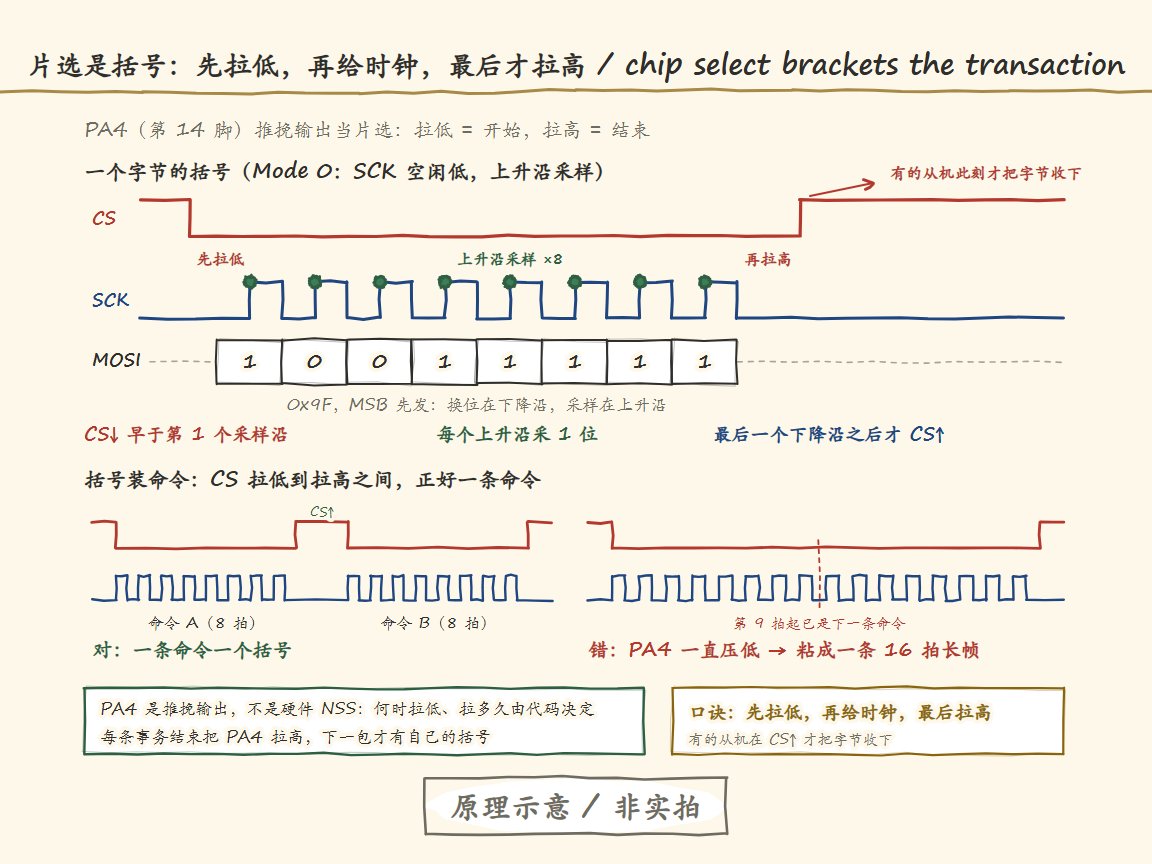 片选是括号：先拉低，再给时钟，最后才拉高 / chip select brackets the transaction
PA4（第 14 脚）推挽输出当片选：拉低 = 开始，拉高 = 结束
一个字节的括号（Mode 0：SCK 空闲低，上升沿采样）
有的从机此刻才把字节收下
CS
先拉低
上升沿采样 ×8
再拉高
SCK
MOSI
1 0 0 1 1 1 1 1
0x9F，MSB 先发：换位在下降沿，采样在上升沿
CS↓ 早于第 1 个采样沿
每个上升沿采 1 位
最后一个下降沿之后才 CS↑
括号装命令：CS 拉低到拉高之间，正好一条命令
CS↑
命令 A（8 拍）
命令 B（8 拍）
第 9 拍起已是下一条命令
对：一条命令一个括号
错：PA4 一直压低 → 粘成一条 16 拍长帧
PA4 是推挽输出，不是硬件 NSS：何时拉低、拉多久由代码决定
每条事务结束把 PA4 拉高，下一包才有自己的括号
口诀：先拉低，再给时钟，最后拉高
有的从机在 CS↑ 才把字节收下
原理示意 / 非实拍